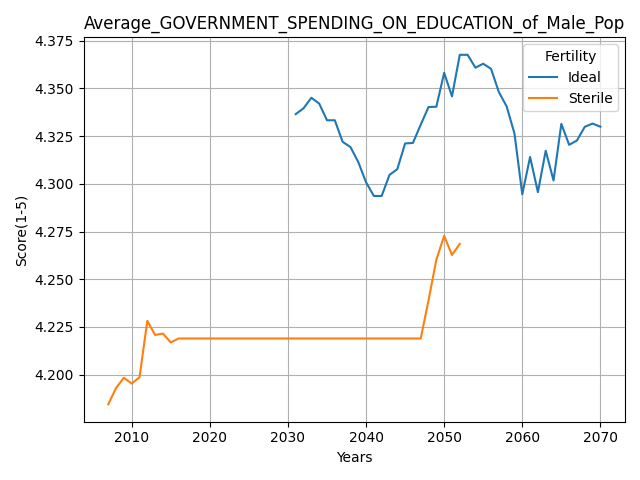 Average_GOVERNMENT_SPENDING_ON_EDUCATION_of_Male_Pop
4.375
4.350
4.325
4.300
4.275
4.250
4.225
4.200
Score(1-5)
Fertility
Ideal
Sterile
2010 2020 2030 2040 2050 2060 2070
Years